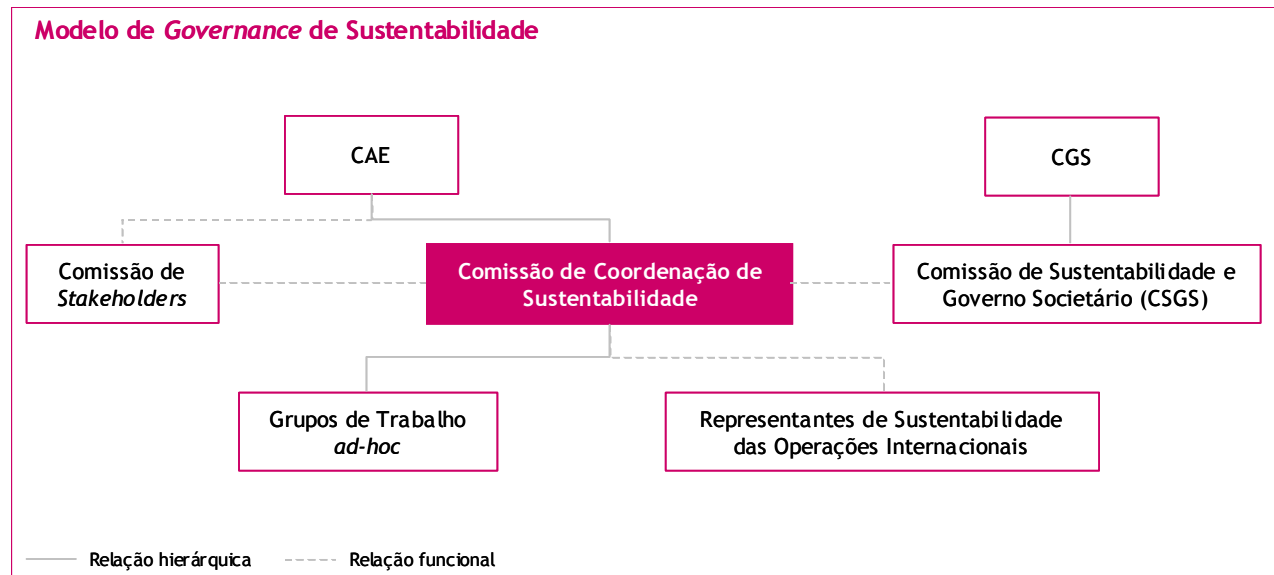 Modelo de Governance de Sustentabilidade
CAE
CGS
Comissão de
Stakeholders
Comissão de Coordenação de
Sustentabilidade
Comissão de Sustentabilidade e
Governo Societário (CSGS)
Grupos de Trabalho
ad-hoc
Representantes de Sustentabilidade
das Operações Internacionais
Relação hierárquica
Relação funcional